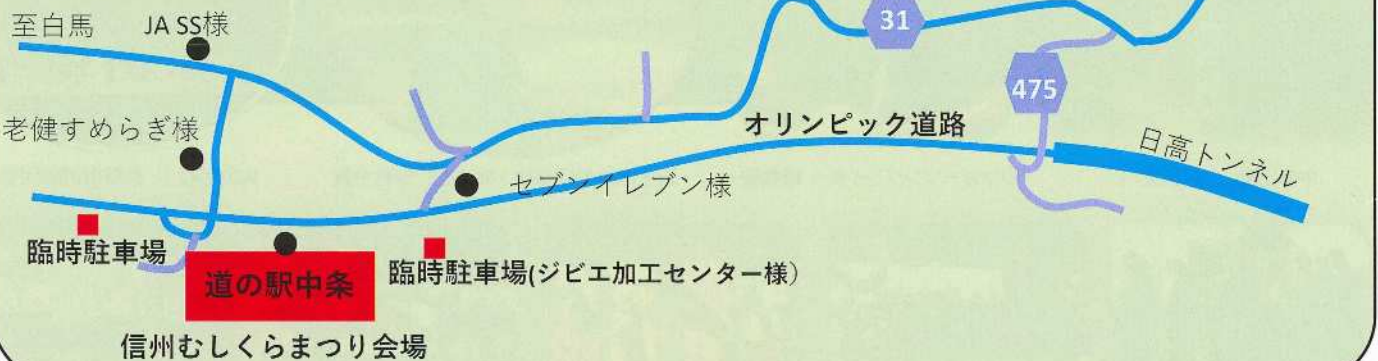 至白馬
JA SS様
31
475
老健すめらぎ様
オリンピック道路
日高トンネル
セブンイレブン様
臨時駐車場
道の駅中条
臨時駐車場(ジビエ加工センター様)
信州むしくらまつり会場